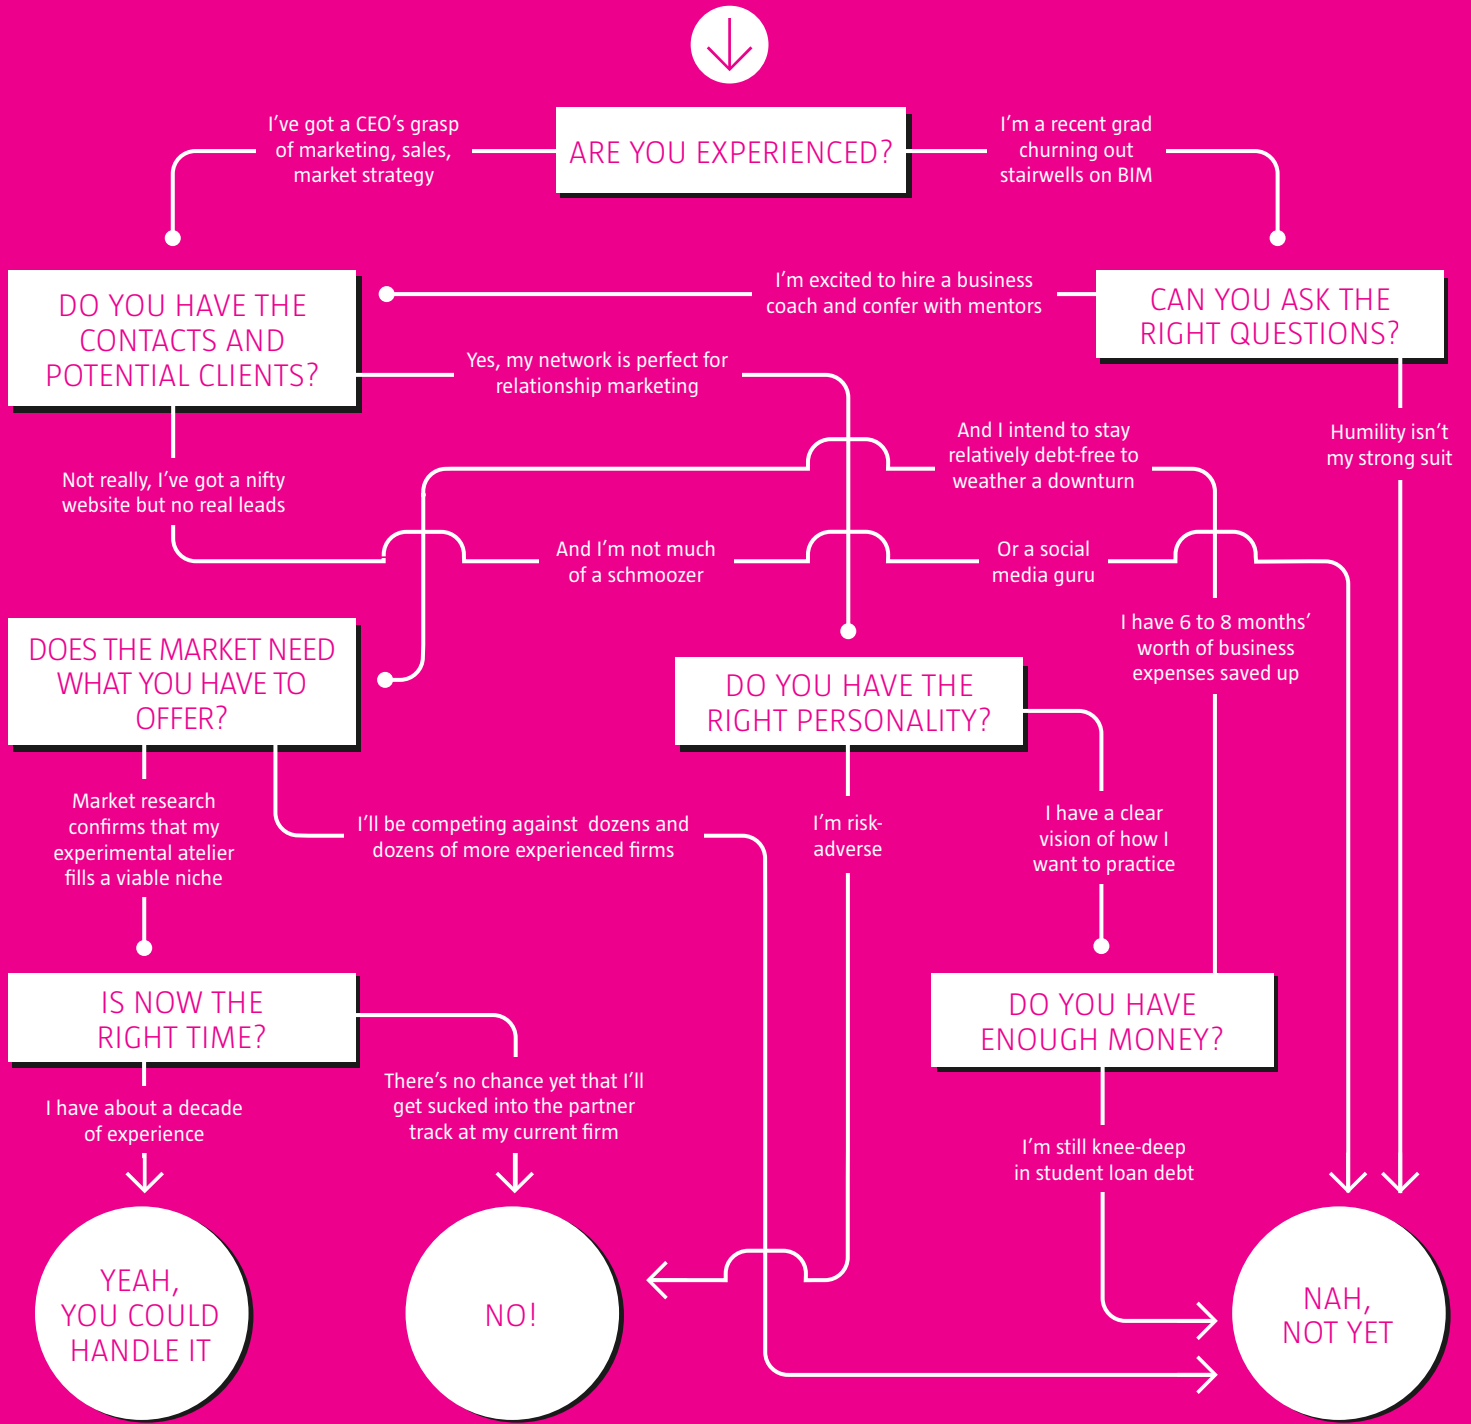 I've got a CEO's grasp
of marketing, sales,
market strategy
ARE YOU EXPERIENCED?
I'm a recent grad
churning out
stairwells on BIM
DO YOU HAVE THE
CONTACTS AND
POTENTIAL CLIENTS?
I'm excited to hire a business
coach and confer with mentors
CAN YOU ASK THE
RIGHT QUESTIONS?
Yes, my network is perfect for
relationship marketing
And I intend to stay
relatively debt-free to
weather a downturn
Humility isn't
my strong suit
Not really, I've got a nifty
website but no real leads
And I'm not much
of a schmoozer
Or a social
media guru
DOES THE MARKET NEED
WHAT YOU HAVE TO
OFFER?
DO YOU HAVE THE
RIGHT PERSONALITY?
I have 6 to 8 months'
worth of business
expenses saved up
Market research
confirms that my
experimental atelier
fills a viable niche
I'll be competing against dozens and
dozens of more experienced firms
I'm risk-
adverse
I have a clear
vision of how I
want to practice
IS NOW THE
RIGHT TIME?
DO YOU HAVE
ENOUGH MONEY?
I have about a decade
of experience
There's no chance yet that I'll
get sucked into the partner
track at my current firm
I'm still knee-deep
in student loan debt
YEAH,
YOU COULD
HANDLE IT
NO!
NAH,
NOT YET